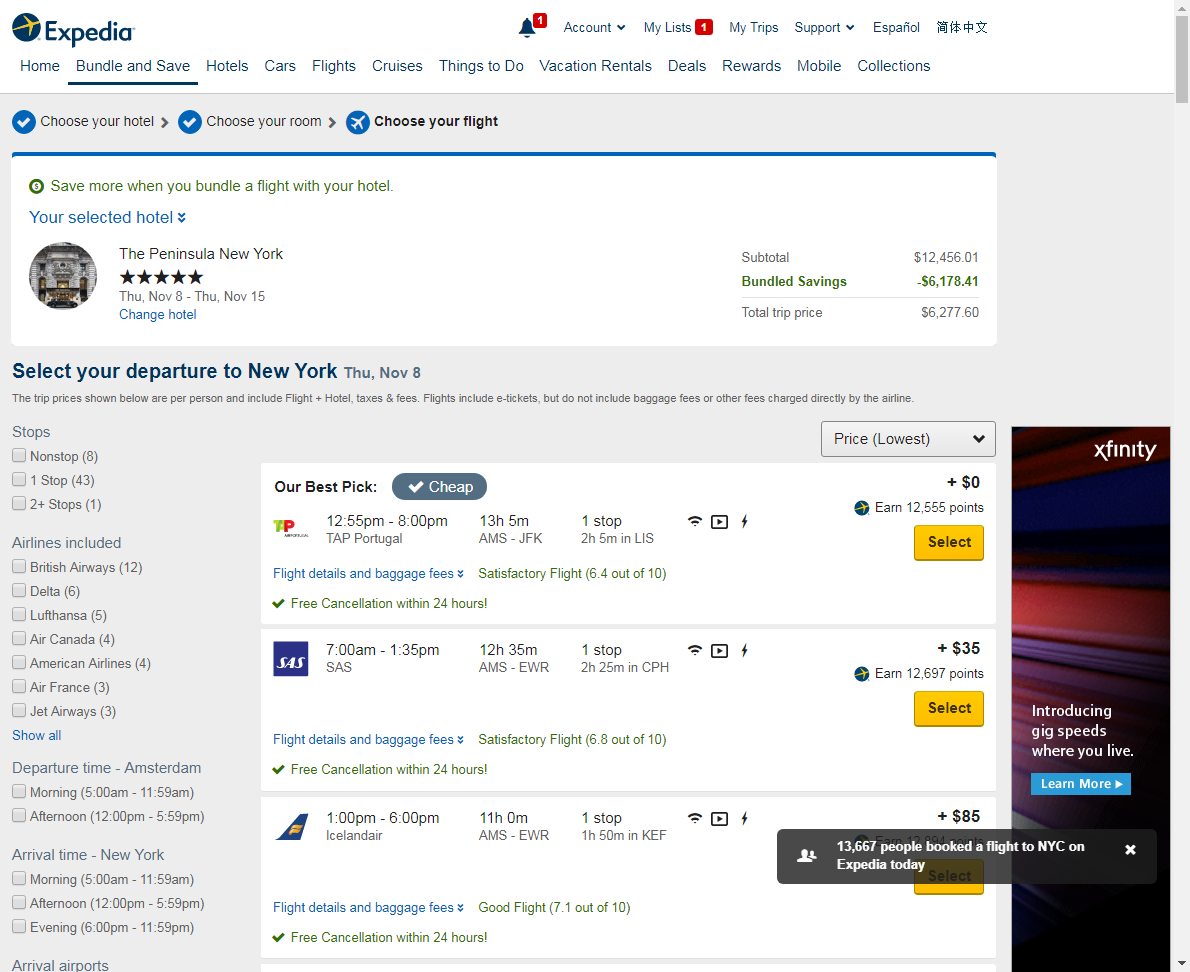 Expedia
1
Account
My Lists 1
My Trips
Support
Español
简体中文
Home
Bundle and Save
Hotels
Cars
Flights
Cruises
Things to Do
Vacation Rentals
Deals
Rewards
Mobile
Collections
Choose your hotel
Choose your room
Choose your flight
Save more when you bundle a flight with your hotel.
Your selected hotel
The Peninsula New York
Thu, Nov 8 - Thu, Nov 15
Change hotel
Subtotal $12,456.01
Bundled Savings -$6,178.41
Total trip price $6,277.60
Select your departure to New York Thu, Nov 8
The trip prices shown below are per person and include Flight + Hotel, taxes & fees. Flights include e-tickets, but do not include baggage fees or other fees charged directly by the airline.
Stops
Nonstop (8)
1 Stop (43)
2+ Stops (1)
Airlines included
British Airways (12)
Delta (6)
Lufthansa (5)
Air Canada (4)
American Airlines (4)
Air France (3)
Jet Airways (3)
Show all
Departure time - Amsterdam
Morning (5:00am - 11:59am)
Afternoon (12:00pm - 5:59pm)
Arrival time - New York
Morning (5:00am - 11:59am)
Afternoon (12:00pm - 5:59pm)
Evening (6:00pm - 11:59pm)
Arrival airports
Price (Lowest)
Our Best Pick: Cheap
+ $0
Earn 12,555 points
Select
TAP
12:55pm - 8:00pm
TAP Portugal
13h 5m
AMS - JFK
1 stop
2h 5m in LIS
Flight details and baggage fees
Satisfactory Flight (6.4 out of 10)
Free Cancellation within 24 hours!
SAS
7:00am - 1:35pm
SAS
12h 35m
AMS - EWR
1 stop
2h 25m in CPH
+ $35
Earn 12,697 points
Select
Flight details and baggage fees
Satisfactory Flight (6.8 out of 10)
Free Cancellation within 24 hours!
1:00pm - 6:00pm
Icelandair
11h 0m
AMS - EWR
1 stop
1h 50m in KEF
+ $85
Select
13,667 people booked a flight to NYC on
Expedia today
Flight details and baggage fees
Good Flight (7.1 out of 10)
Free Cancellation within 24 hours!
xfinity
Introducing
gig speeds
where you live.
Learn More